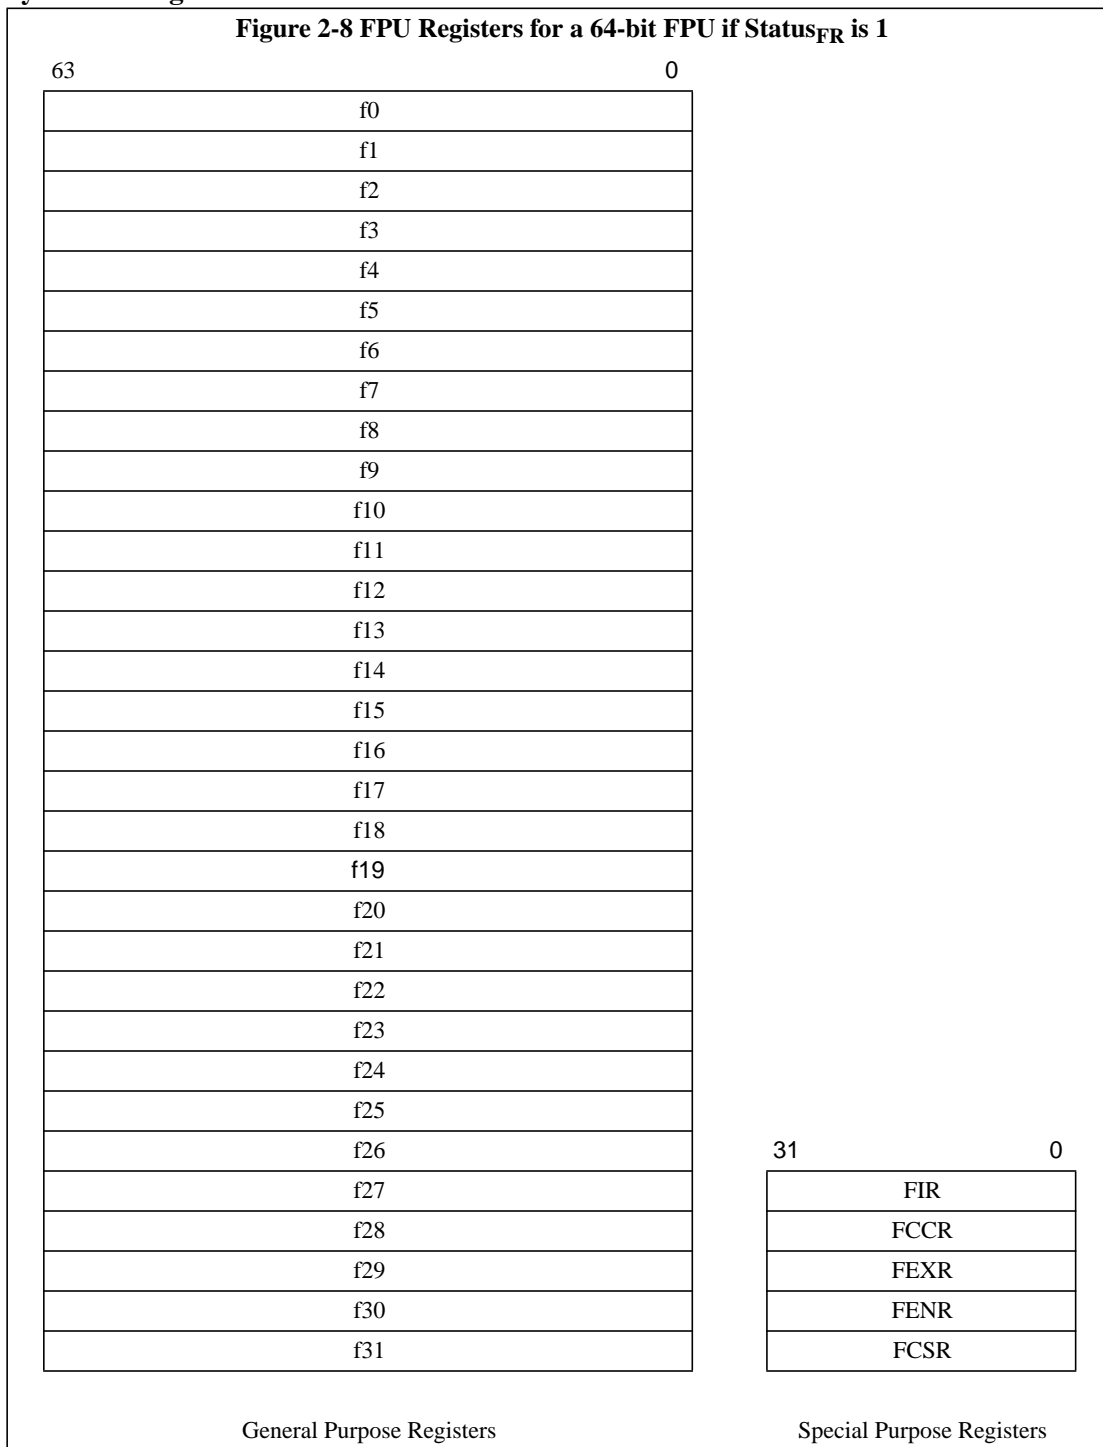 Figure 2-8 FPU Registers for a 64-bit FPU if StatusFR is 1
63 0
f0
f1
f2
f3
f4
f5
f6
f7
f8
f9
f10
f11
f12
f13
f14
f15
f16
f17
f18
f19
f20
f21
f22
f23
f24
f25
f26
31 0
f27 FIR
f28 FCCR
f29 FEXR
f30 FENR
f31 FCSR
General Purpose Registers Special Purpose Registers